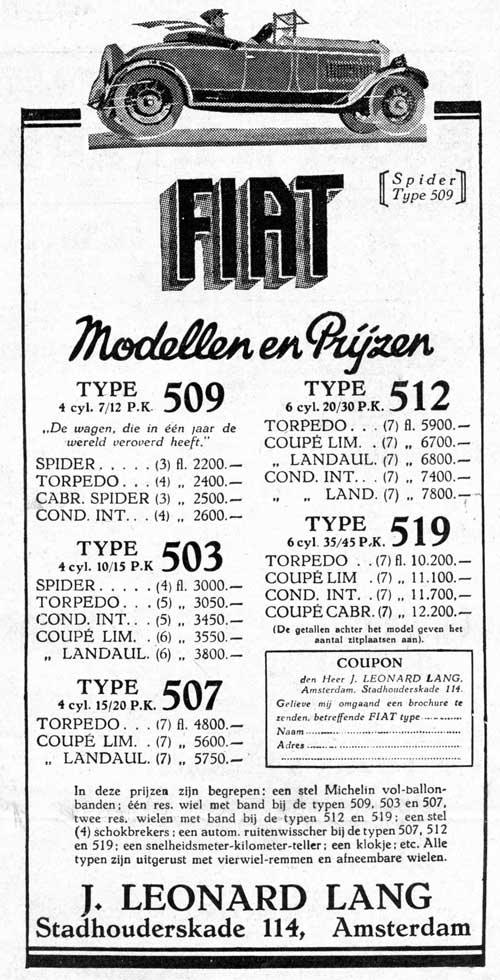 [Spider
Type 509]
FIAT
Modellen en Prijzen
TYPE 509
4 cyl. 7/12 P.K.
„De wagen, die in één jaar de
wereld veroverd heeft."
SPIDER . . . . . (3) fl. 2200.—
TORPEDO . . . (4) „ 2400.—
CABR. SPIDER (3) „ 2500.—
COND. INT. . . (4) „ 2600.—
TYPE 503
4 cyl. 10/15 P.K
SPIDER . . . . . (4) fl. 3000.—
TORPEDO . . . (5) „ 3050.—
COND. INT. . . (5) „ 3450.—
COUPÉ LIM. . (6) „ 3550.—
„ LANDAUL. (6) „ 3800.—
TYPE 507
4 cyl. 15/20 P.K.
TORPEDO . . . (7) fl. 4800.—
COUPÉ LIM. . (7) „ 5600.—
„ LANDAUL. (7) „ 5750.—
TYPE 512
6 cyl. 20/30 P.K.
TORPEDO . . . (7) fl. 5900.—
COUPÉ LIM. . (7) „ 6700.—
„ LANDAUL. (7) „ 6800.—
COND. INT. . . (7) „ 7400.—
„ „ LAND. (7) „ 7800.—
TYPE 519
6 cyl. 35/45 P.K.
TORPEDO . . (7) fl. 10.200.—
COUPÉ LIM . (7) „ 11.100.—
COND. INT. . (7) „ 11.700,—
COUPÉ CABR. (7) „ 12.200.—
(De getallen achter het model geven het
aantal zitplaatsen aan).
COUPON
den Heer J. LEONARD LANG,
Amsterdam. Stadhouderskade 114.
Gelieve mij omgaand een brochure te
zenden, betreffende FIAT type ............
Naam ............
Adres ............
In deze prijzen zijn begrepen: een stel Michelin vol-ballon-
banden; één res. wiel met band bij de typen 509, 503 en 507,
twee res. wielen met band bij de typen 512 en 519; een stel
(4) schokbrekers; een autom. ruitenwisscher bij de typen 507, 512
en 519; een snelheidsmeter-kilometer-teller; een klokje; etc. Alle
typen zijn uitgerust met vierwiel-remmen en afneembare wielen.
J. LEONARD LANG
Stadhouderskade 114, Amsterdam